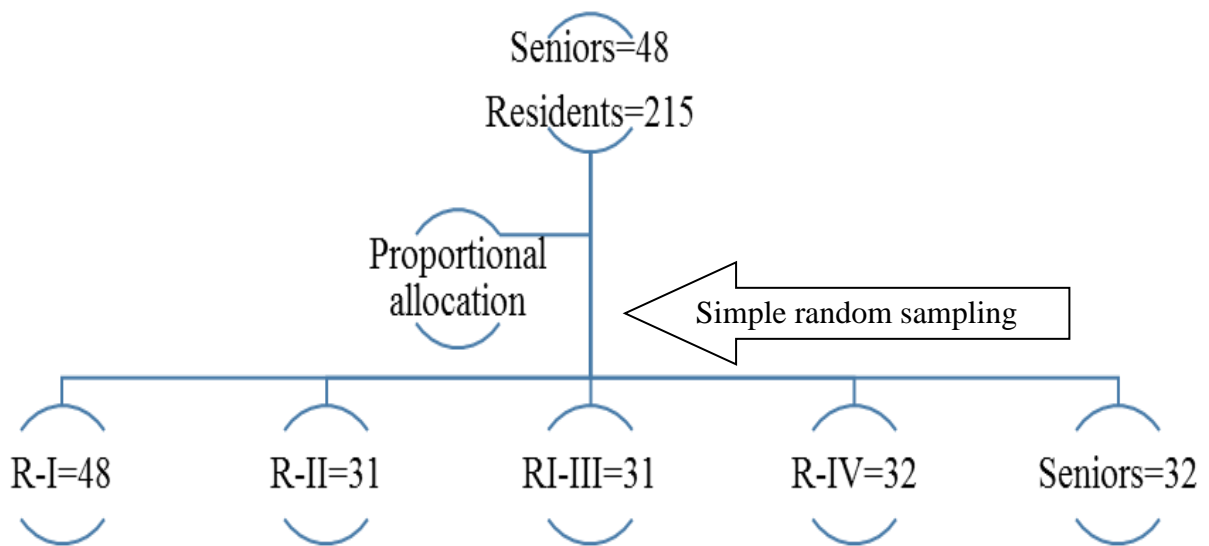 Seniors=48
Residents=215
Proportional
allocation
Simple random sampling
R-I=48
R-II=31
RI-III=31
R-IV=32
Seniors=32